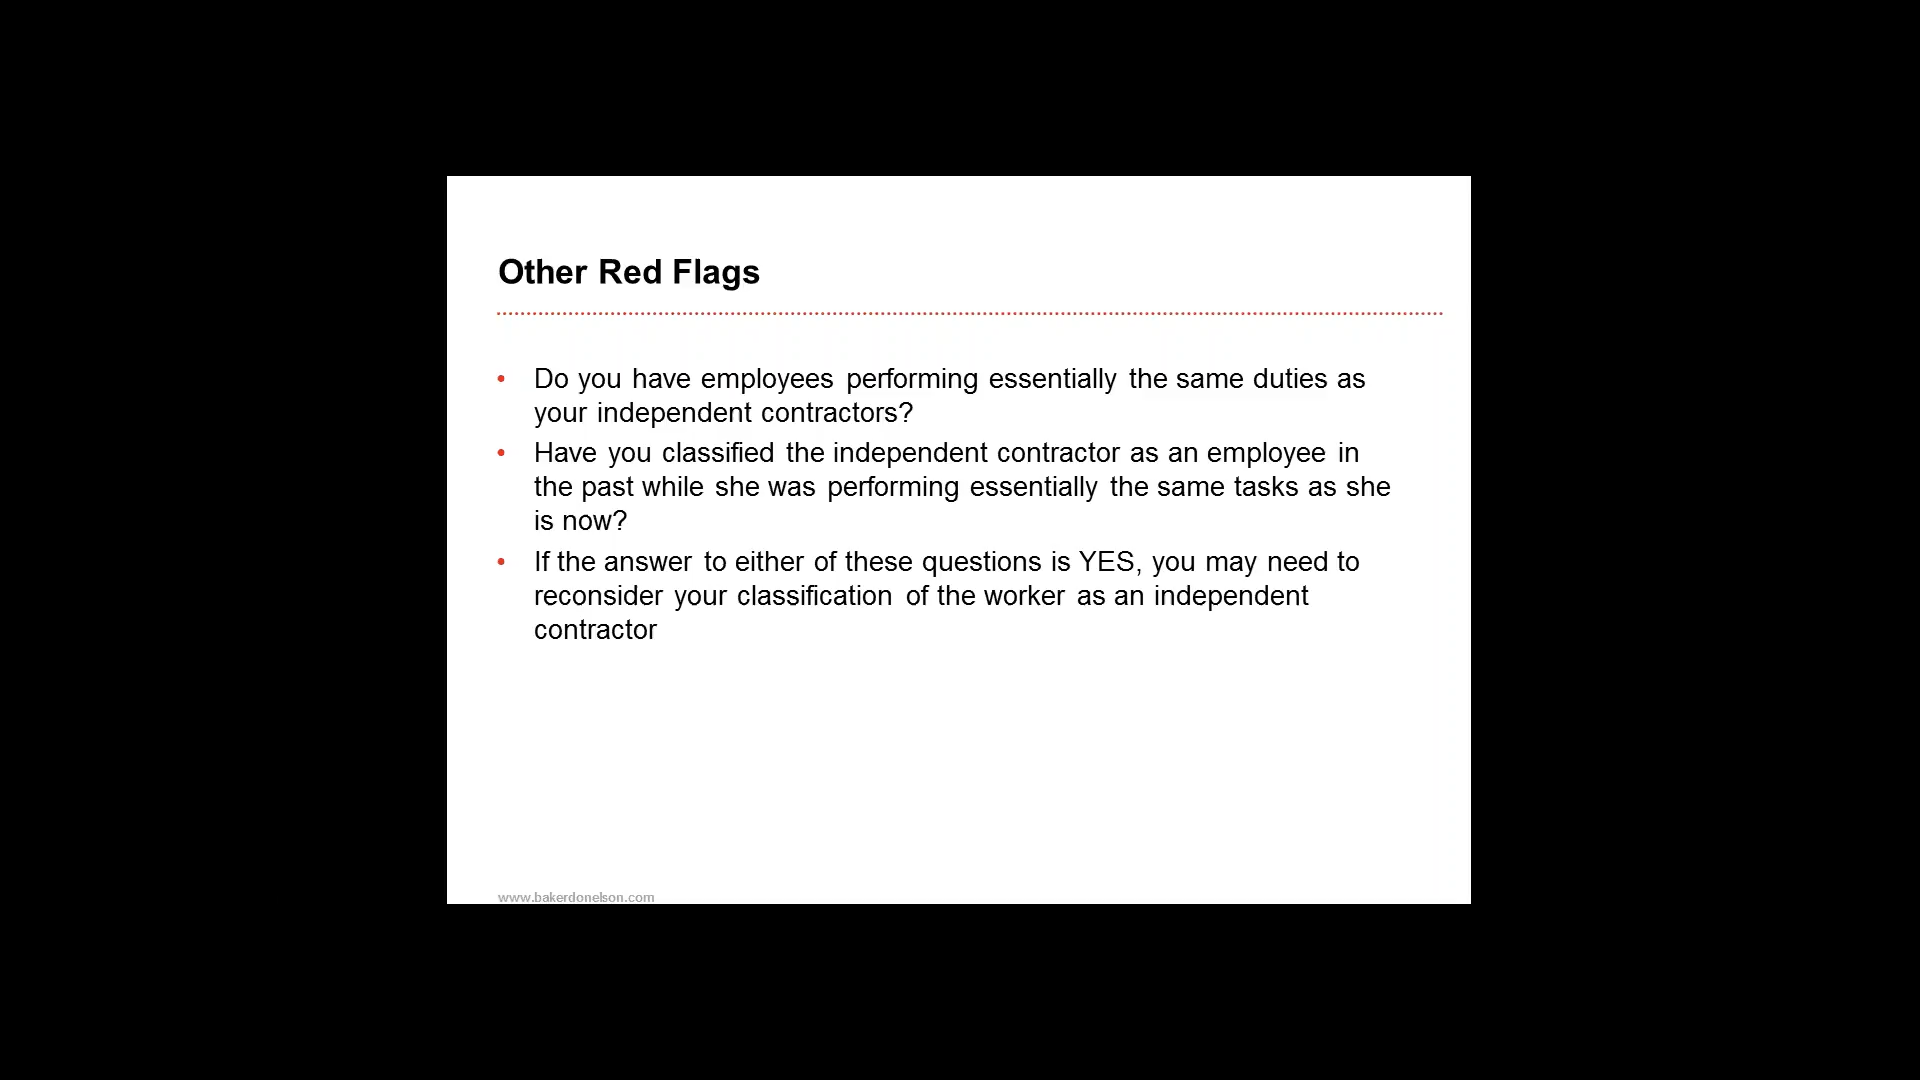 Other Red Flags
• Do you have employees performing essentially the same duties as
your independent contractors?
• Have you classified the independent contractor as an employee in
the past while she was performing essentially the same tasks as she
is now?
• If the answer to either of these questions is YES, you may need to
reconsider your classification of the worker as an independent
contractor
www.bakerdonelson.com